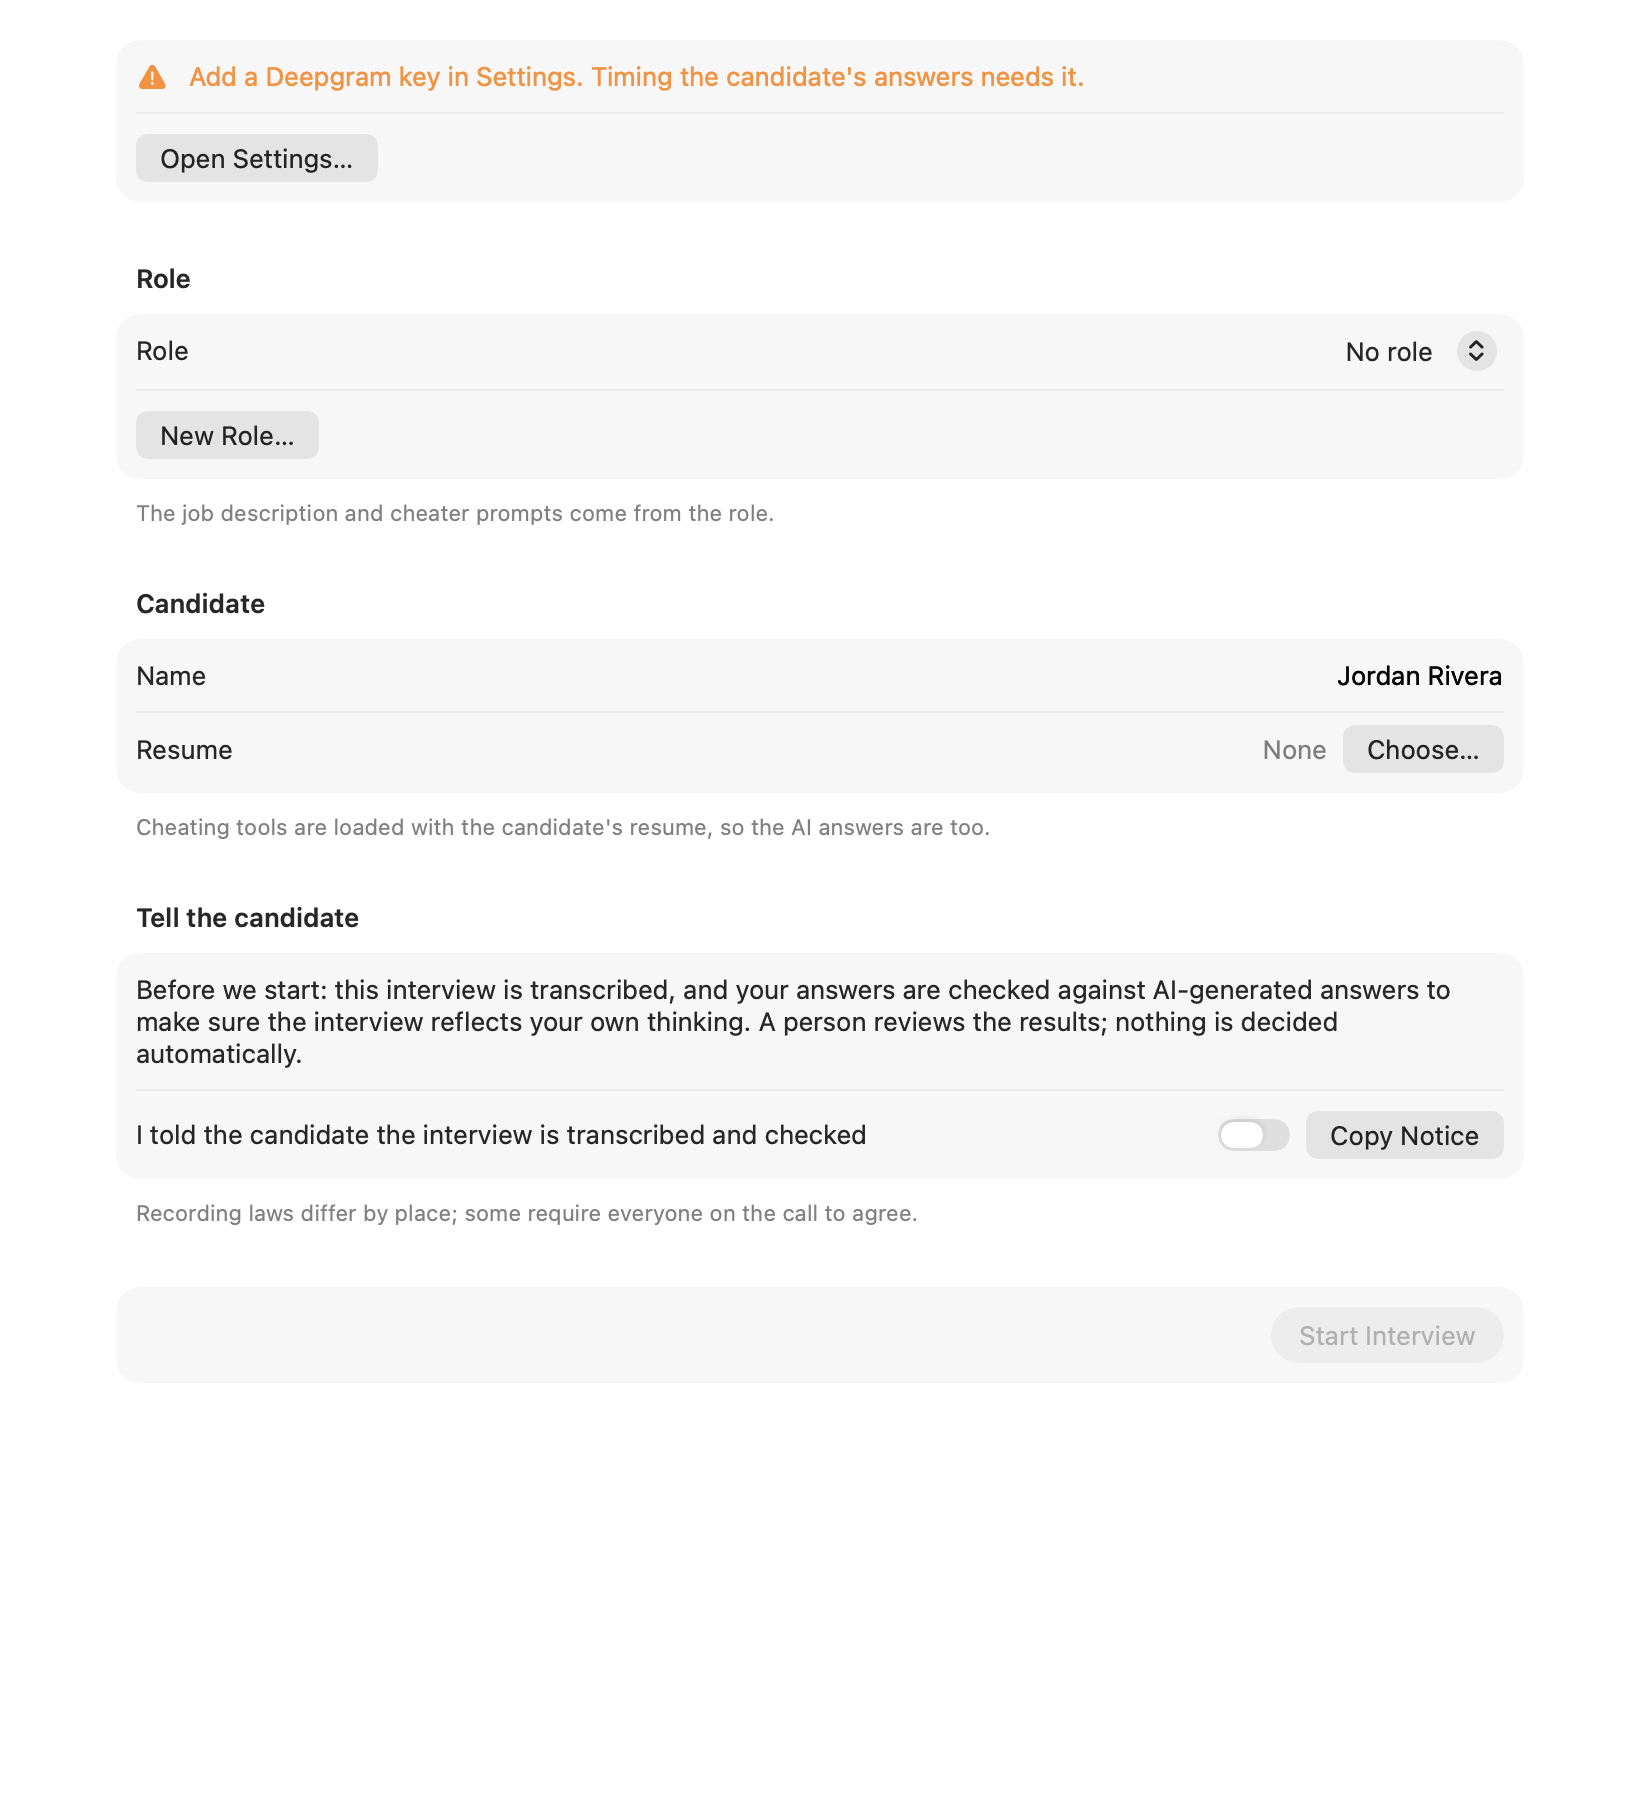 Add a Deepgram key in Settings. Timing the candidate's answers needs it.
Open Settings...
Role
Role
No role
New Role...
The job description and cheater prompts come from the role.
Candidate
Name
Jordan Rivera
Resume
None
Choose...
Cheating tools are loaded with the candidate's resume, so the AI answers are too.
Tell the candidate
Before we start: this interview is transcribed, and your answers are checked against AI-generated answers to
make sure the interview reflects your own thinking. A person reviews the results; nothing is decided
automatically.
I told the candidate the interview is transcribed and checked
Copy Notice
Recording laws differ by place; some require everyone on the call to agree.
Start Interview